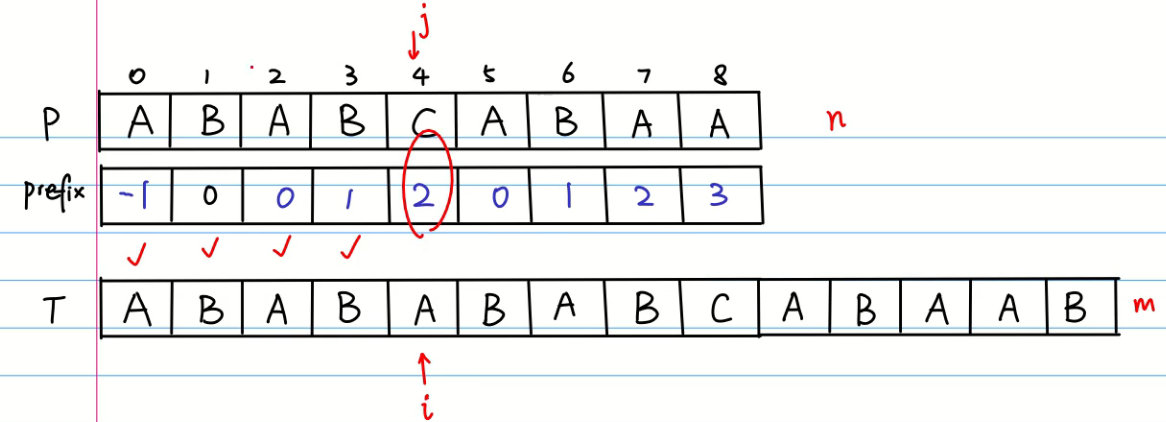 j
0 1 2 3 4 5 6 7 8
P A B A B C A B A A n
prefix -1 0 0 1 2 0 1 2 3
✓ ✓ ✓ ✓
T A B A B A B A B C A B A A B m
i